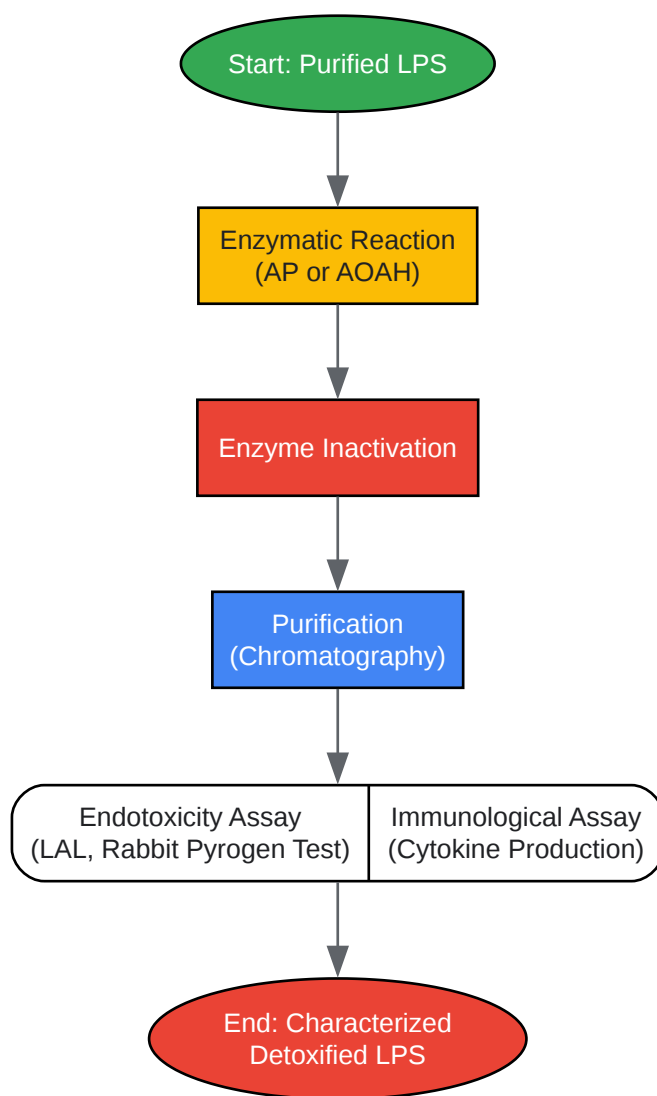 Start: Purified LPS
Enzymatic Reaction
(AP or AOAH)
Enzyme Inactivation
Purification
(Chromatography)
Endotoxicity Assay
(LAL, Rabbit Pyrogen Test)
Immunological Assay
(Cytokine Production)
End: Characterized
Detoxified LPS